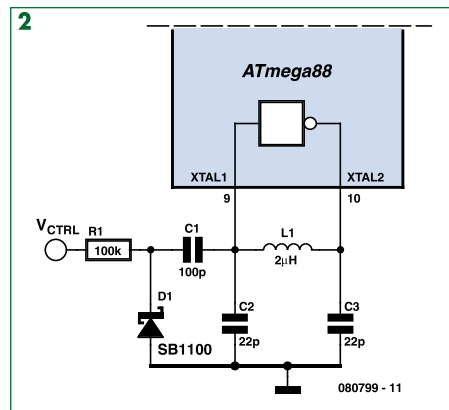 2
ATmega88
XTAL1
XTAL2
9
10
VCTRL
R1
100k
C1
100p
L1
2µH
D1
SB1100
C2
22p
C3
22p
080799 - 11